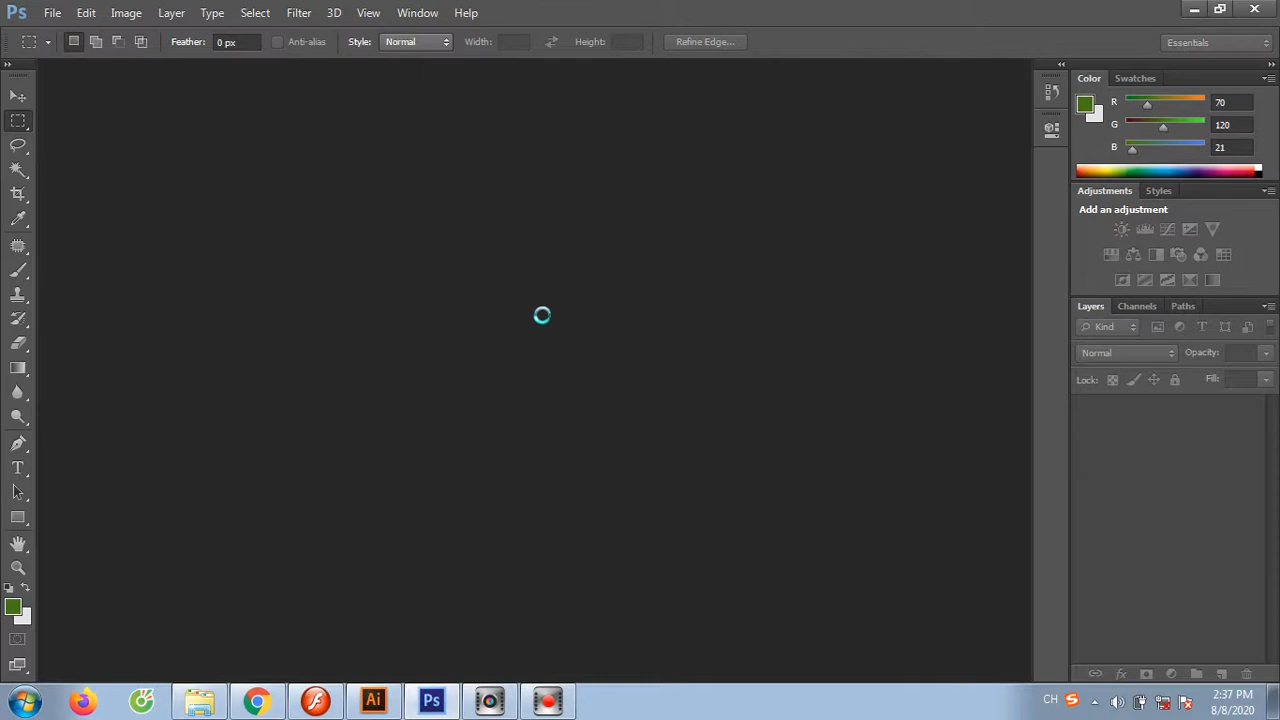 Ps File Edit Image Layer Type Select Filter 3D View Window Help
Feather: 0 px Anti-alias Style: Normal Width: Height: Refine Edge... Essentials
Color Swatches
R 70
G 120
B 21
Adjustments Styles
Add an adjustment
Layers Channels Paths
Kind T
Normal Opacity:
Lock: Fill:
T
fx
Ai Ps CH 2:37 PM
8/8/2020